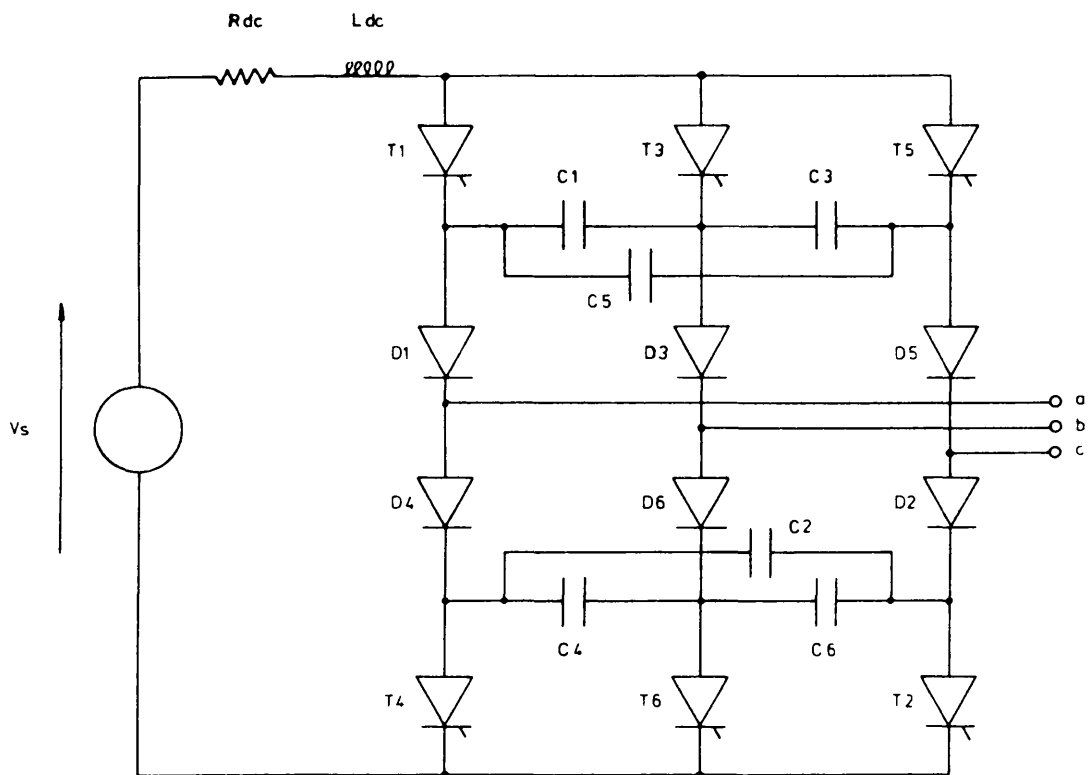 Rdc Ldc
T1 T3 T5
C1 C3
C5
D1 D3 D5
a
Vs b
c
D4 D6 D2
C2
C4 C6
T4 T6 T2